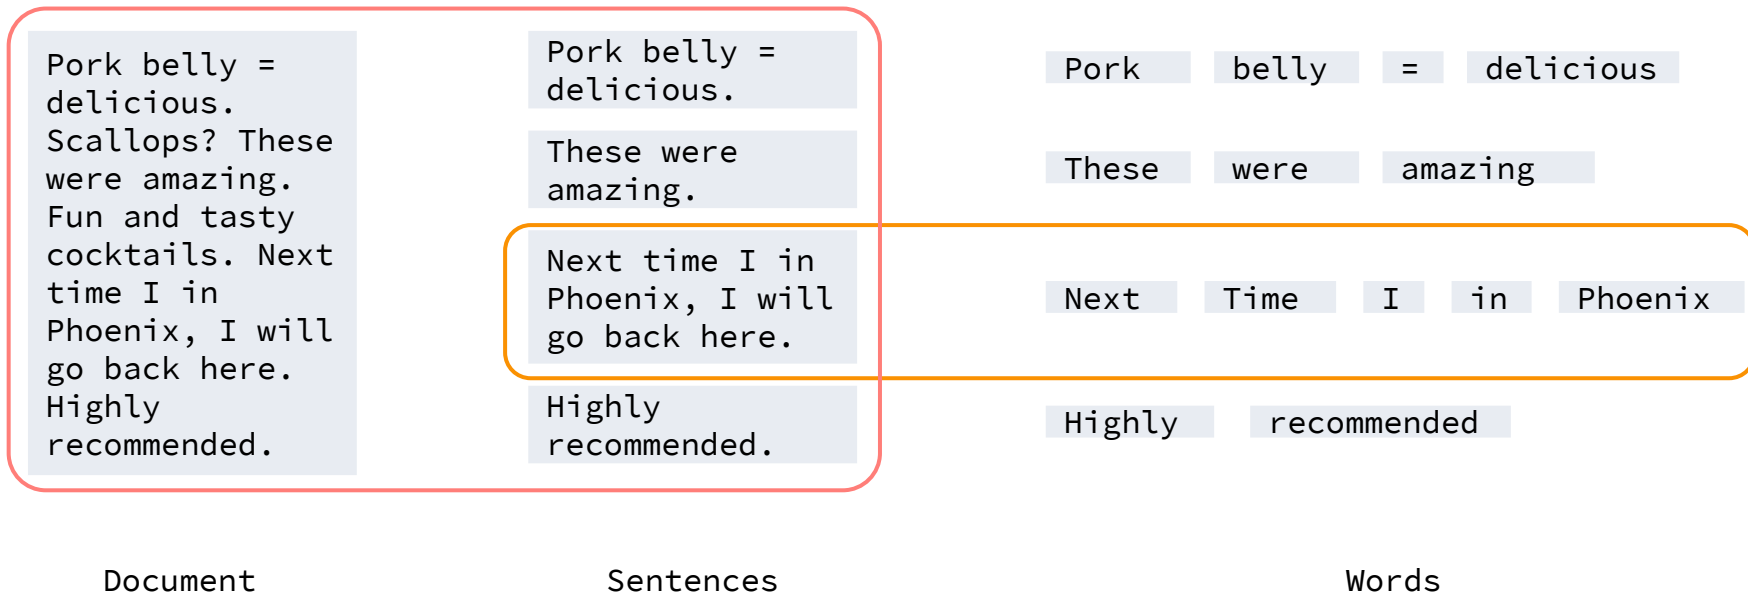 Pork belly =
delicious.
Scallops? These
were amazing.
Fun and tasty
cocktails. Next
time I in
Phoenix, I will
go back here.
Highly
recommended.
Pork belly =
delicious.
These were
amazing.
Next time I in
Phoenix, I will
go back here.
Highly
recommended.
Pork belly = delicious
These were amazing
Next Time I in Phoenix
Highly recommended
Document Sentences Words